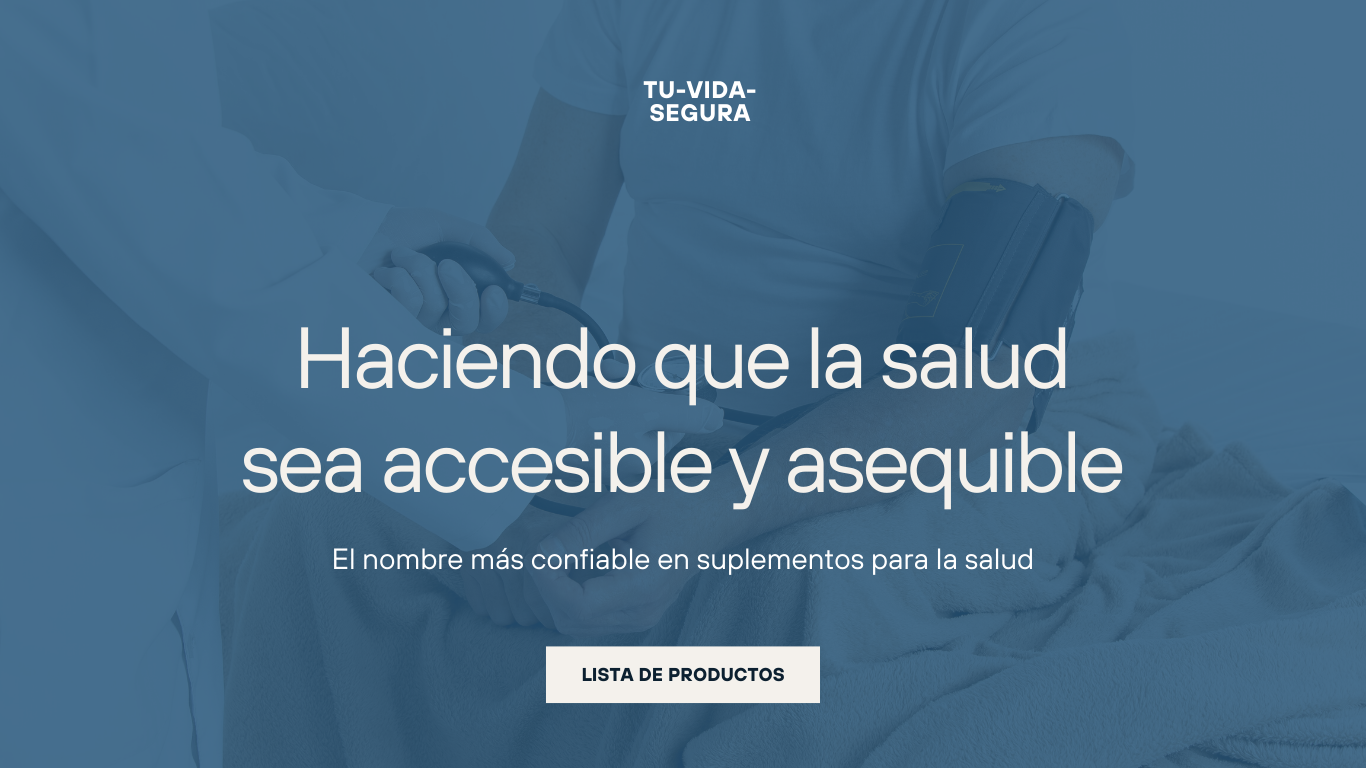 TU-VIDA-
SEGURA
Haciendo que la salud
sea accesible y asequible
El nombre más confiable en suplementos para la salud
LISTA DE PRODUCTOS